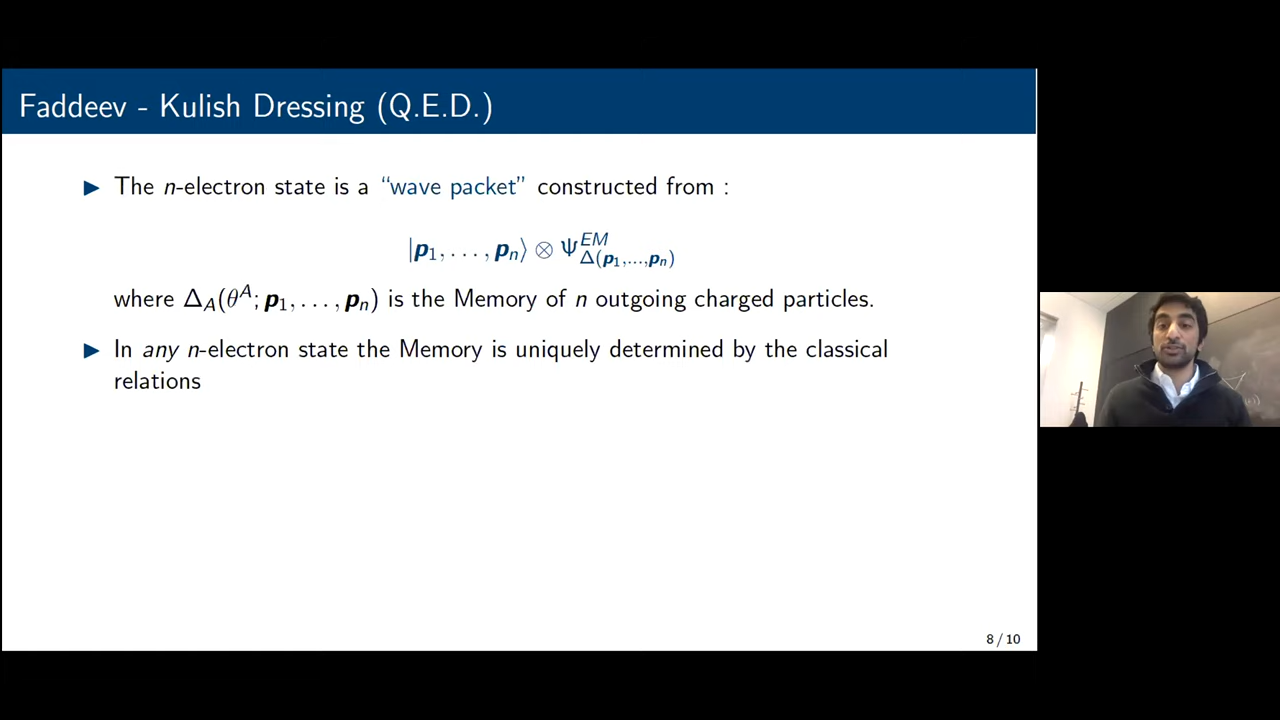 Faddeev - Kulish Dressing (Q.E.D.)
▶ The n-electron state is a “wave packet” constructed from :
|p₁, . . . , pₙ⟩ ⊗ Ψ^{EM}_{Δ(p₁,...,pₙ)}
where Δ_A(θ^A; p₁, . . . , pₙ) is the Memory of n outgoing charged particles.
▶ In any n-electron state the Memory is uniquely determined by the classical
relations
8 / 10